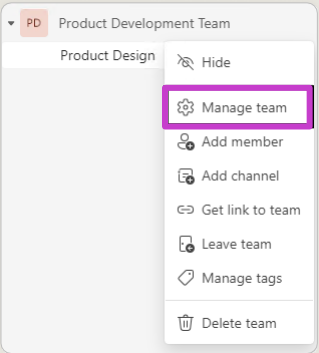 PD Product Development Team
Product Design
Hide
Manage team
Add member
Add channel
Get link to team
Leave team
Manage tags
Delete team